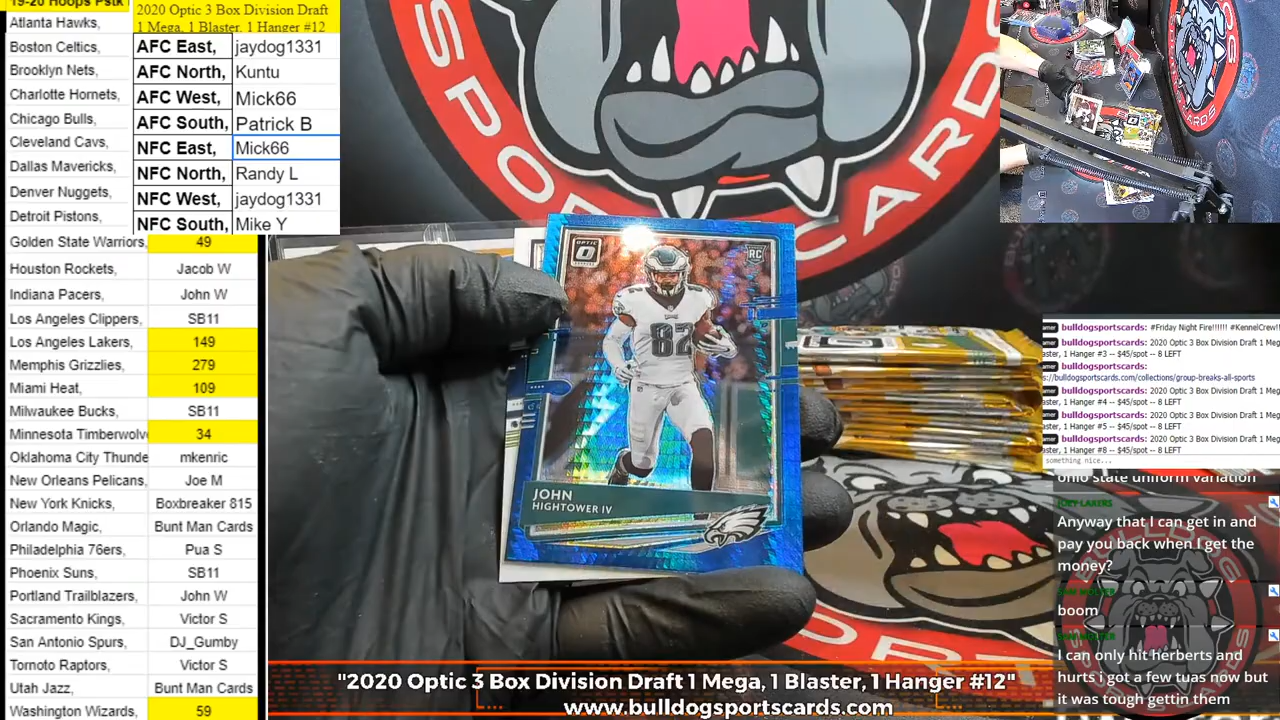 19-20 Hoops Pstk
Atlanta Hawks,
Boston Celtics,
Brooklyn Nets,
Charlotte Hornets,
Chicago Bulls,
Cleveland Cavs,
Dallas Mavericks,
Denver Nuggets,
Detroit Pistons,
Golden State Warriors, 49
Houston Rockets, Jacob W
Indiana Pacers, John W
Los Angeles Clippers, SB11
Los Angeles Lakers, 149
Memphis Grizzlies, 279
Miami Heat, 109
Milwaukee Bucks, SB11
Minnesota Timberwolv 34
Oklahoma City Thunde mkenric
New Orleans Pelicans, Joe M
New York Knicks, Boxbreaker 815
Orlando Magic, Bunt Man Cards
Philadelphia 76ers, Pua S
Phoenix Suns, SB11
Portland Trailblazers, John W
Sacramento Kings, Victor S
San Antonio Spurs, DJ_Gumby
Tornoto Raptors, Victor S
Utah Jazz, Bunt Man Cards
Washington Wizards, 59
2020 Optic 3 Box Division Draft
1 Mega, 1 Blaster, 1 Hanger #12
AFC East, jaydog1331
AFC North, Kuntu
AFC West, Mick66
AFC South, Patrick B
NFC East, Mick66
NFC North, Randy L
NFC West, jaydog1331
NFC South, Mike Y
SPOR
CARDS
OPTIC
RC
82
JOHN
HIGHTOWER IV
bulldogsportscards: #Friday Night Fire!!!!!! #KennelCrew!
bulldogsportscards: 2020 Optic 3 Box Division Draft 1 Meg
aster, 1 Hanger #3 -- $45/spot -- 8 LEFT
bulldogsportscards:
s://bulldogsportscards.com/collections/group-breaks-all-sports
bulldogsportscards: 2020 Optic 3 Box Division Draft 1 Meg
aster, 1 Hanger #4 -- $45/spot -- 8 LEFT
bulldogsportscards: 2020 Optic 3 Box Division Draft 1 Meg
aster, 1 Hanger #5 -- $45/spot -- 8 LEFT
bulldogsportscards: 2020 Optic 3 Box Division Draft 1 Meg
aster, 1 Hanger #8 -- $45/spot -- 8 LEFT
something nice...
ohio state uniform variation
JOEY LAKERS
Anyway that I can get in and
pay you back when I get the
money?
SAM MOLTER
boom
SAM MOLTER
I can only hit herberts and
hurts i got a few tuas now but
it was tough gettin them
"2020 Optic 3 Box Division Draft 1 Mega, 1 Blaster, 1 Hanger #12"
www.bulldogsportscards.com